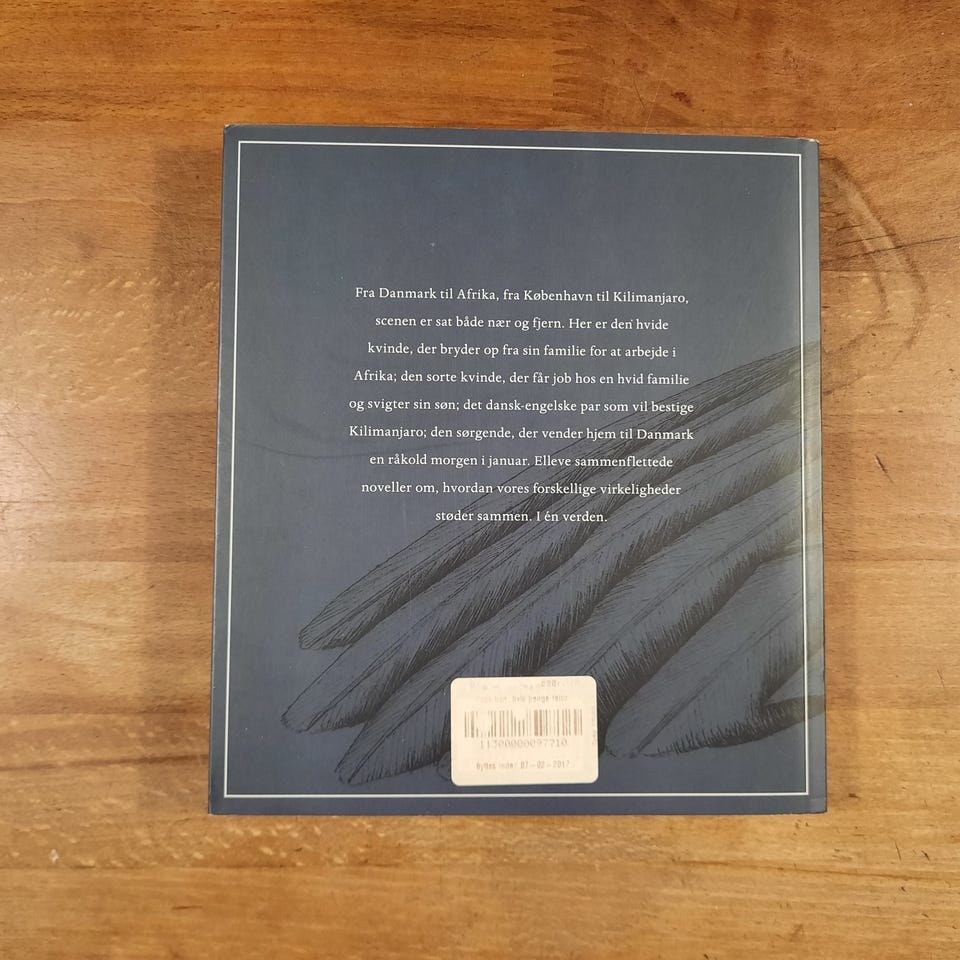 Fra Danmark til Afrika, fra København til Kilimanjaro,
scenen er sat både nær og fjern. Her er den hvide
kvinde, der bryder op fra sin familie for at arbejde i
Afrika; den sorte kvinde, der får job hos en hvid familie
og svigter sin søn; det dansk-engelske par som vil bestige
Kilimanjaro; den sørgende, der vender hjem til Danmark
en råkold morgen i januar. Elleve sammenflettede
noveller om, hvordan vores forskellige virkeligheder
støder sammen. I én verden.
1130000097710
Byttes inden 07-02-2017